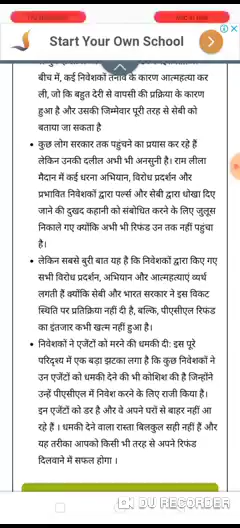 Start Your Own School
बीच में, कई निवेशकों तनाव के कारण आत्महत्या कर
ली, जो कि बहुत देरी से वापसी की प्रक्रिया के कारण
हुआ है और उसकी जिम्मेवार पूरी तरह से सेबी को
बताया जा सकता है
कुछ लोग सरकार तक पहुंचने का प्रयास कर रहे हैं
लेकिन उनकी दलील अभी भी अनसुनी है। राम लीला
मैदान में कई धरना अभियान, विरोध प्रदर्शन और
प्रभावित निवेशकों द्वारा पर्ल्स और सेबी द्वारा धोखा दिए
जाने की दुखद कहानी को संबोधित करने के लिए जुलूस
निकाले गए क्योंकि अभी भी रिफंड उन तक नहीं पहुंचा
है।
लेकिन सबसे बुरी बात यह है कि निवेशकों द्वारा किए गए
सभी विरोध प्रदर्शन, अभियान और आत्महत्याएं व्यर्थ
लगती हैं क्योंकि सेबी और भारत सरकार ने इस विकट
स्थिति पर प्रतिक्रिया नहीं दी है, बल्कि, पीएसीएल रिफंड
का इंतजार कभी खत्म नहीं हुआ है।
निवेशकों ने एजेंटों को मरने की धमकी दी: इस पूरे
परिदृश्य में एक बड़ा झटका लगा है कि कुछ निवेशकों ने
उन एजेंटों को धमकी देने की भी कोशिश की है जिन्होंने
उन्हें पीएसीएल में निवेश करने के लिए राजी किया है।
इन एजेंटों को डर है और वे अपने घरों से बाहर नहीं आ
रहे हैं । धमकी देने वाला रास्ता बिलकुल सही नहीं हैं और
यह तरीका आपको किसी भी तरह से अपने रिफंड
दिलवाने में सफल होगा ।
DU RECORDER